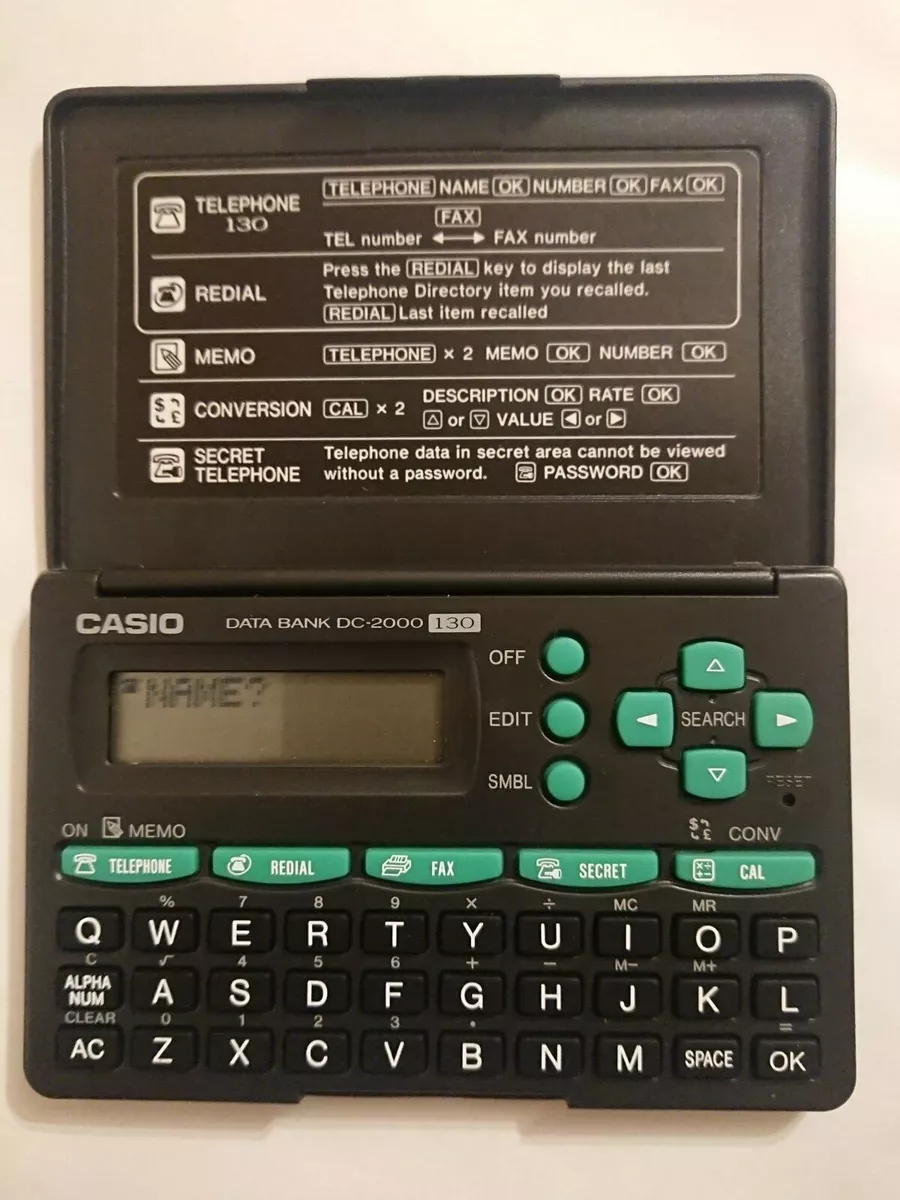 TELEPHONE 130 TELEPHONE NAME OK NUMBER OK FAX OK
FAX
TEL number ↔ FAX number
REDIAL Press the REDIAL key to display the last
Telephone Directory item you recalled.
REDIAL Last item recalled
MEMO TELEPHONE × 2 MEMO OK NUMBER OK
CONVERSION CAL × 2 DESCRIPTION OK RATE OK
△ or ▽ VALUE ◀ or ▶
SECRET TELEPHONE Telephone data in secret area cannot be viewed
without a password. PASSWORD OK
CASIO DATA BANK DC-2000 130
NAME?
OFF
EDIT
SMBL
SEARCH
RESET
ON MEMO $ £ CONV
TELEPHONE REDIAL FAX SECRET CAL
% 7 8 9 × ÷ MC MR
Q W E R T Y U I O P
C √ 4 5 6 + − M− M+
ALPHA NUM A S D F G H J K L
CLEAR 0 1 2 3 • =
AC Z X C V B N M SPACE OK